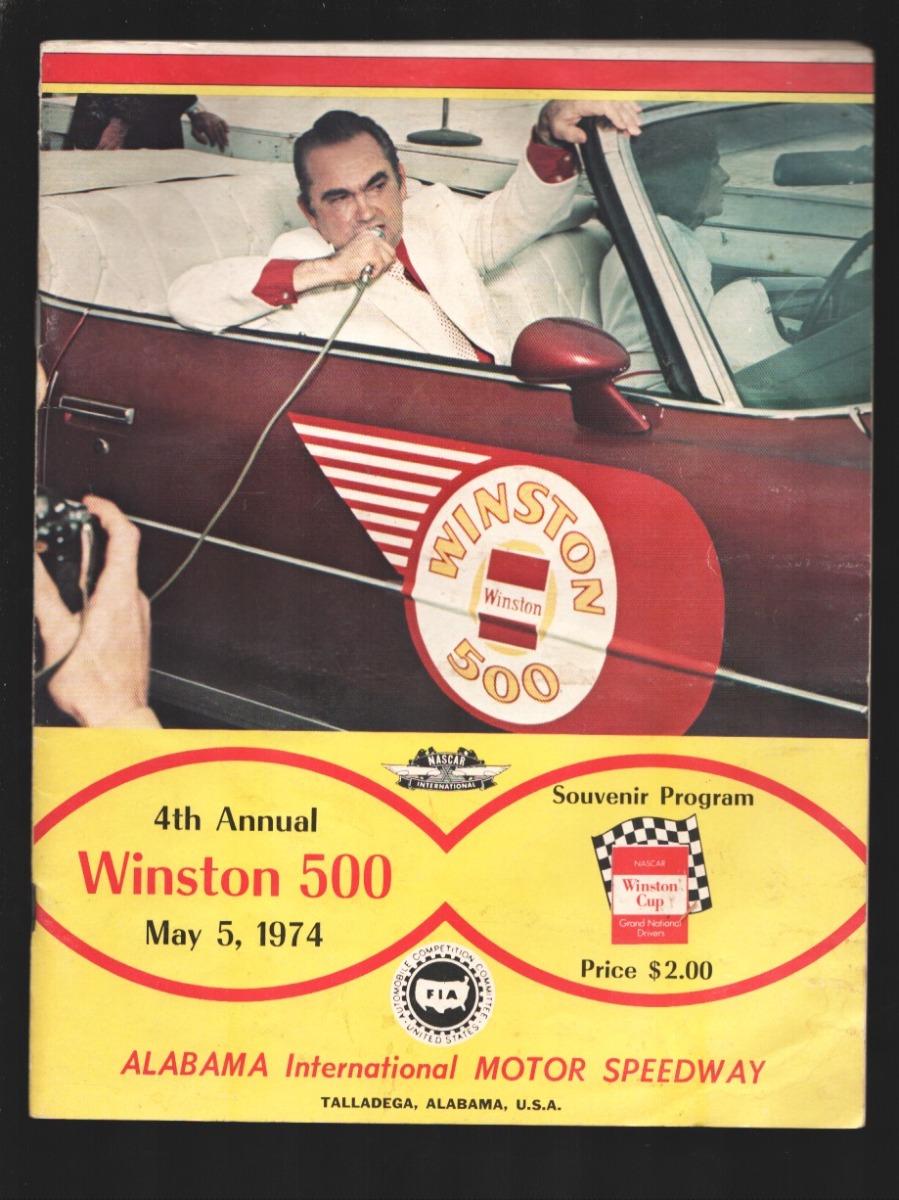 WINSTON
Winston
500
NASCAR
INTERNATIONAL
4th Annual
Winston 500
May 5, 1974
Souvenir Program
NASCAR
Winston
Cup
Grand National
Drivers
Price $2.00
AUTOMOBILE COMPETITION COMMITTEE
FIA
UNITED STATES
ALABAMA International MOTOR SPEEDWAY
TALLADEGA, ALABAMA, U.S.A.